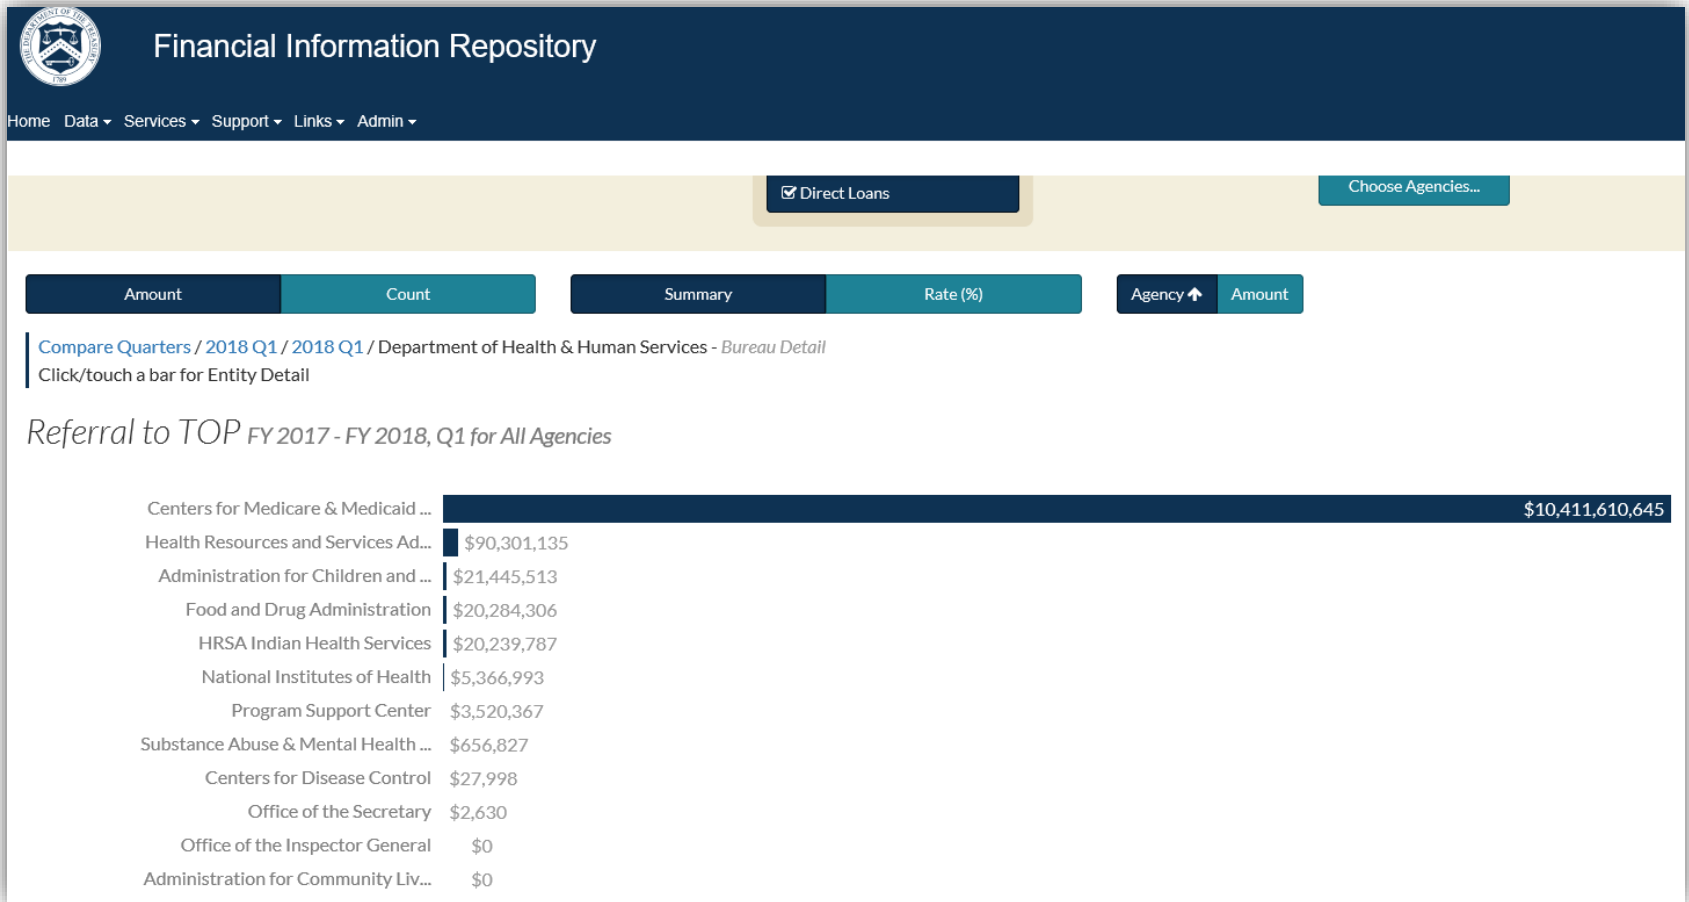 THE DEPARTMENT OF THE TREASURY
1789
Financial Information Repository
Home Data Services Support Links Admin
Direct Loans
Choose Agencies...
Amount Count Summary Rate (%) Agency Amount
Compare Quarters / 2018 Q1 / 2018 Q1 / Department of Health & Human Services - Bureau Detail
Click/touch a bar for Entity Detail
Referral to TOP FY 2017 - FY 2018, Q1 for All Agencies
Centers for Medicare & Medicaid ... $10,411,610,645
Health Resources and Services Ad... $90,301,135
Administration for Children and ... $21,445,513
Food and Drug Administration $20,284,306
HRSA Indian Health Services $20,239,787
National Institutes of Health $5,366,993
Program Support Center $3,520,367
Substance Abuse & Mental Health ... $656,827
Centers for Disease Control $27,998
Office of the Secretary $2,630
Office of the Inspector General $0
Administration for Community Liv... $0